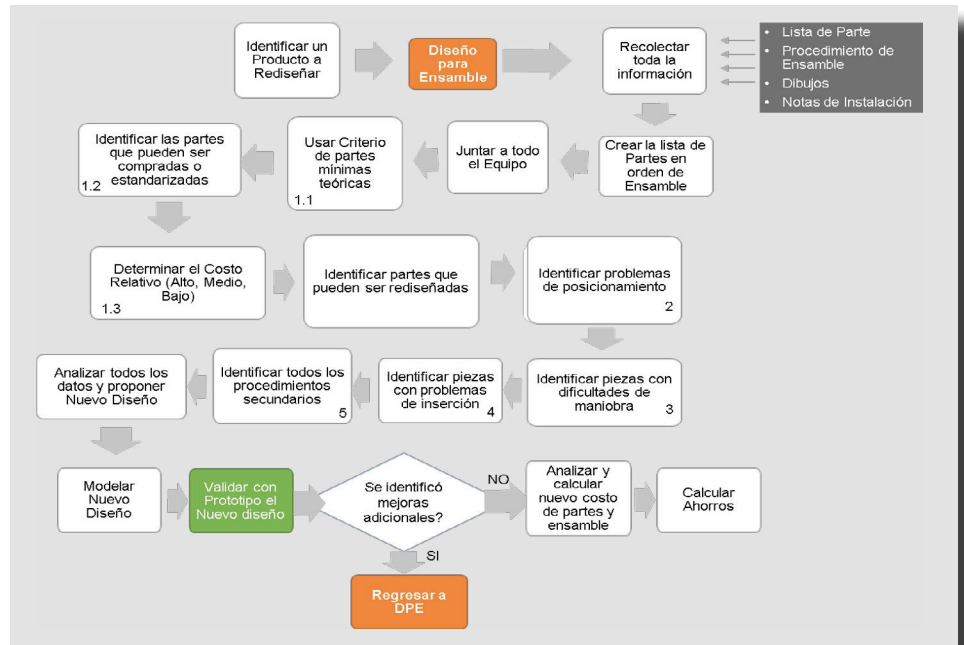 Identificar un
Producto a
Rediseñar
Diseño
para
Ensamble
Recolectar
toda la
información
• Lista de Parte
• Procedimiento de
Ensamble
• Dibujos
• Notas de Instalación
Identificar las partes
que pueden ser
compradas o
estandarizadas
1.2
Usar Criterio
de partes
mínimas
teóricas
1.1
Juntar a todo
el Equipo
Crear la lista de
Partes en
orden de
Ensamble
Determinar el Costo
Relativo (Alto, Medio,
Bajo)
1.3
Identificar partes que
pueden ser rediseñadas
Identificar problemas
de posicionamiento
2
Analizar todos los
datos y proponer
Nuevo Diseño
Identificar todos los
procedimientos
secundarios
5
Identificar piezas
con problemas
de inserción
4
Identificar piezas con
dificultades de
maniobra
3
Modelar
Nuevo
Diseño
Validar con
Prototipo el
Nuevo diseño
Se identificó
mejoras
adicionales?
NO
Analizar y
calcular
nuevo costo
de partes y
ensamble
Calcular
Ahorros
SI
Regresar a
DPE